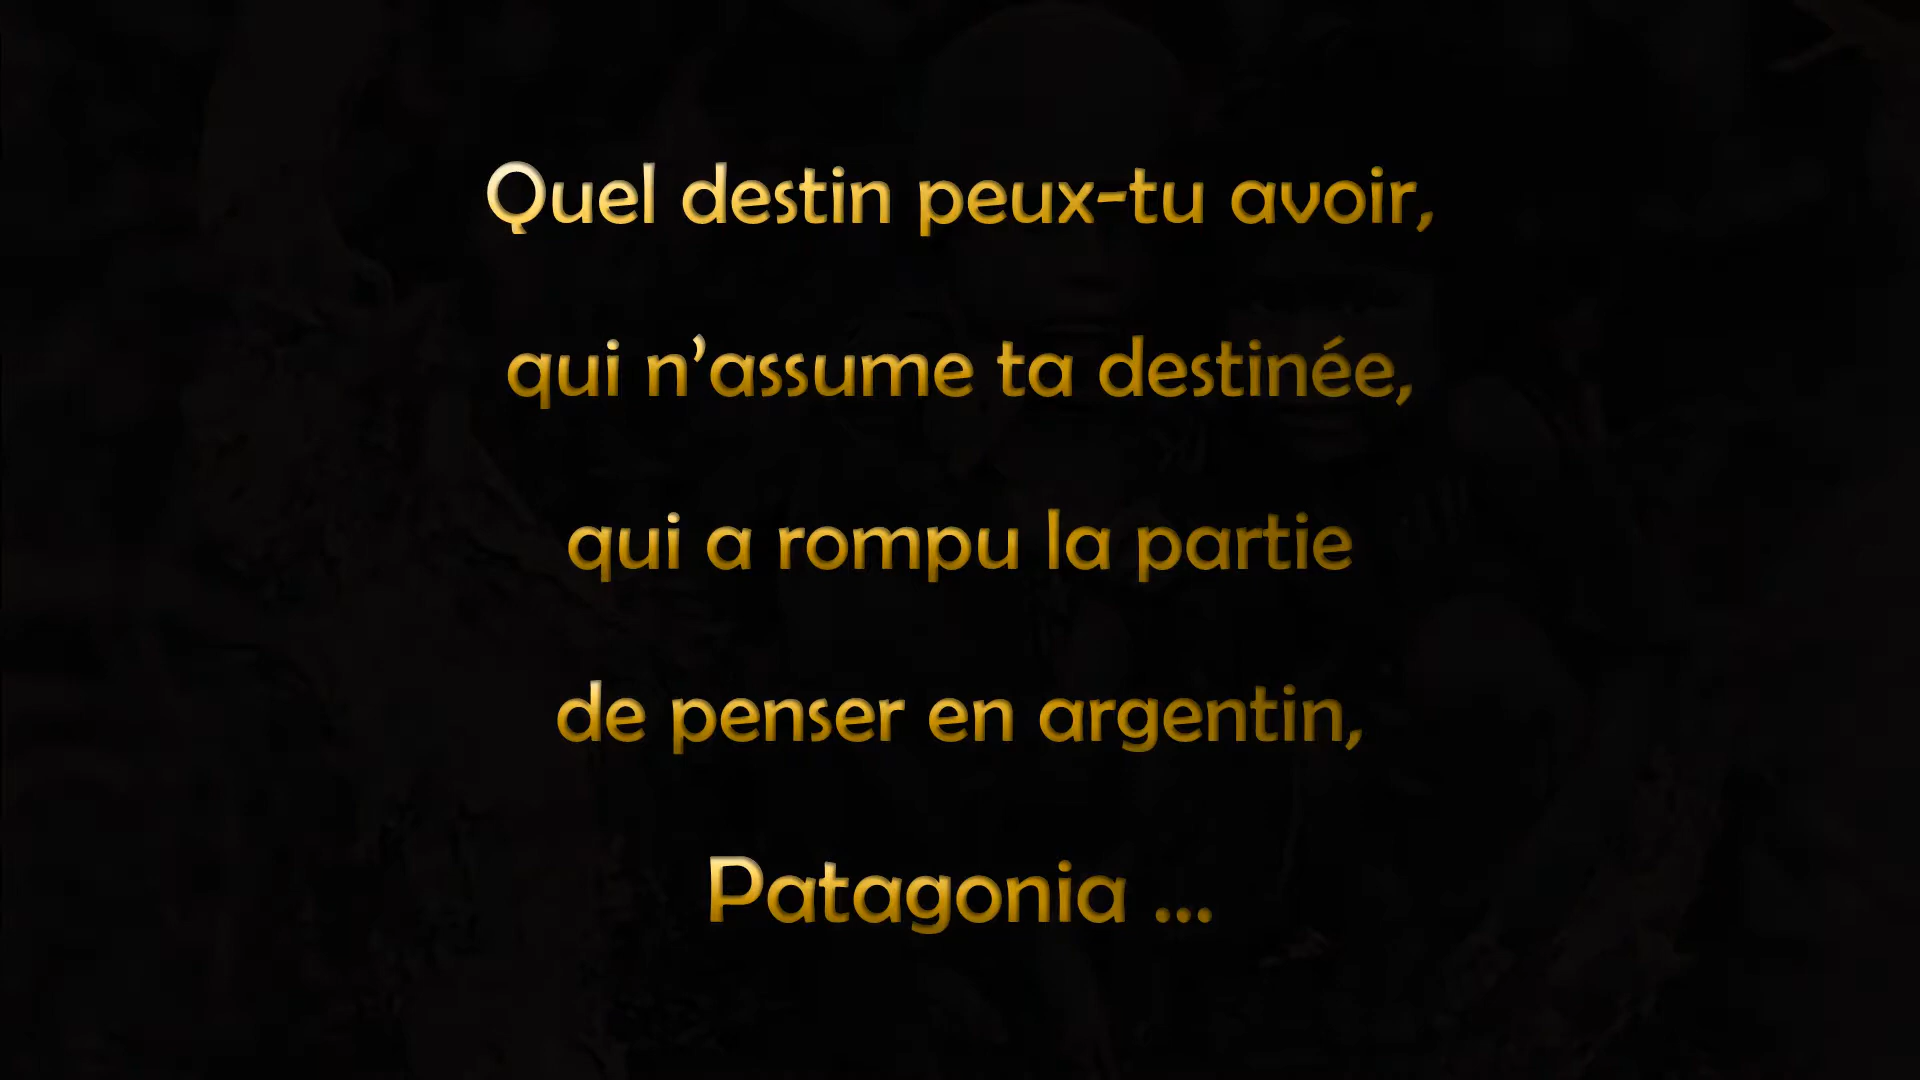 Quel destin peux-tu avoir,
qui n’assume ta destinée,
qui a rompu la partie
de penser en argentin,
Patagonia ...